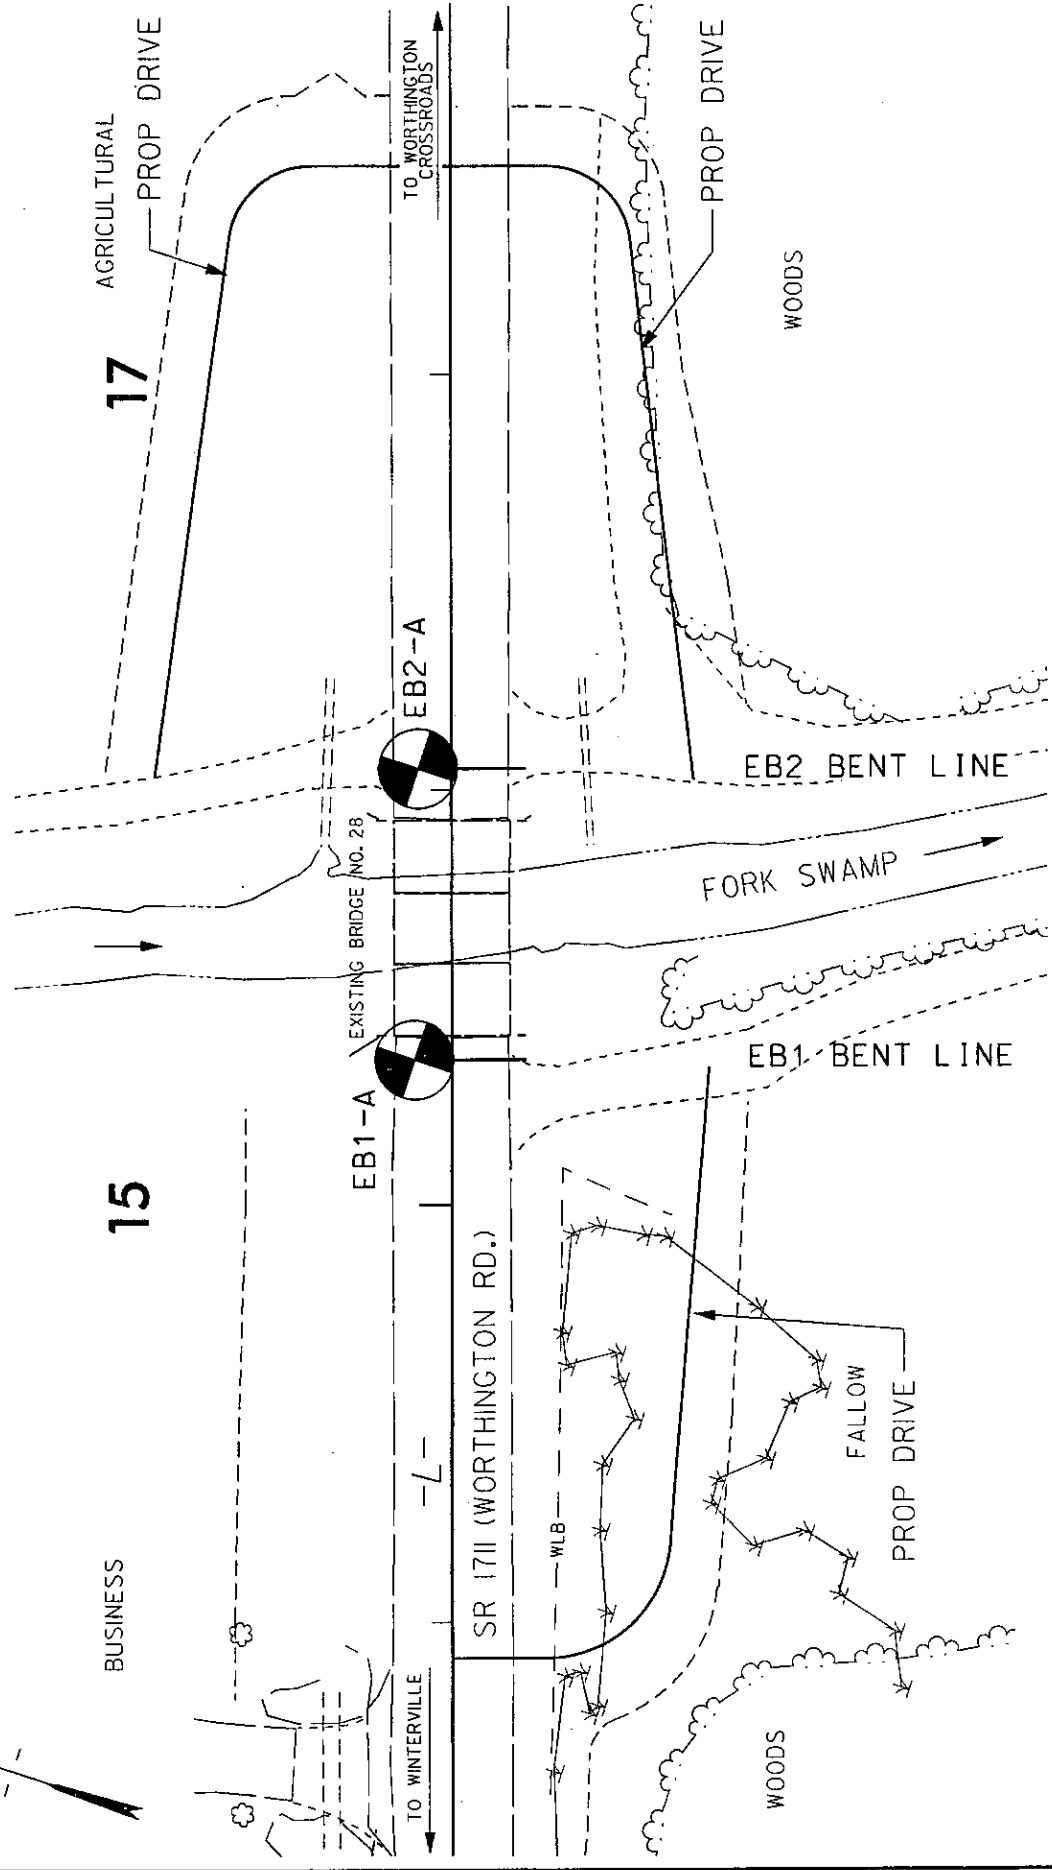 AGRICULTURAL
PROP DRIVE
17
TO WORTHINGTON
CROSSROADS
PROP DRIVE
WOODS
EB2-A
EB2 BENT LINE
EXISTING BRIDGE NO. 28
FORK SWAMP
EB1-A
EB1 BENT LINE
15
SR 1711 (WORTHINGTON RD.)
-L-
WLB
FALLOW
PROP DRIVE
BUSINESS
TO WINTERVILLE
WOODS